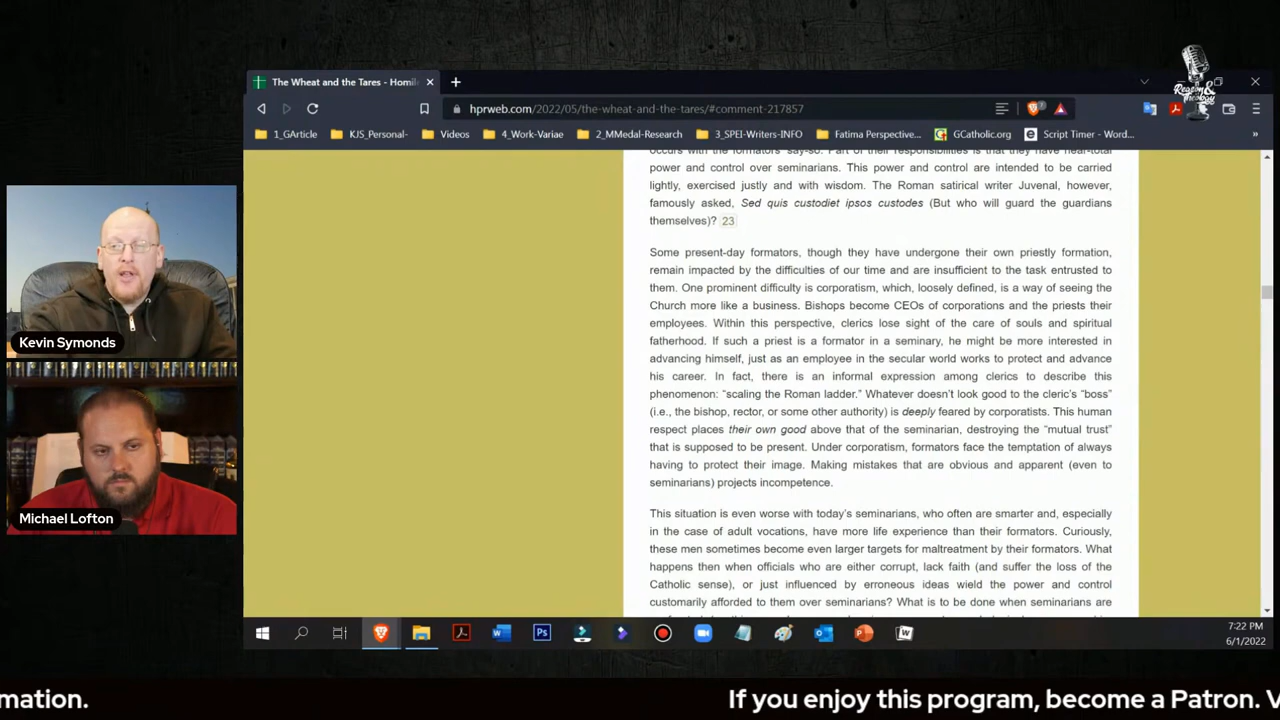 The Wheat and the Tares - Homil
Reason & Theology
hprweb.com/2022/05/the-wheat-and-the-tares/#comment-217857
1_GArticle
KJS_Personal-
Videos
4_Work-Variae
2_MMedal-Research
3_SPEI-Writers-INFO
Fatima Perspective...
GCatholic.org
Script Timer - Word...
»
occurs with the formators' say-so. Part of their responsibilities is that they have near-total
power and control over seminarians. This power and control are intended to be carried
lightly, exercised justly and with wisdom. The Roman satirical writer Juvenal, however,
famously asked, Sed quis custodiet ipsos custodes (But who will guard the guardians
themselves)? 23
Some present-day formators, though they have undergone their own priestly formation,
remain impacted by the difficulties of our time and are insufficient to the task entrusted to
them. One prominent difficulty is corporatism, which, loosely defined, is a way of seeing the
Church more like a business. Bishops become CEOs of corporations and the priests their
employees. Within this perspective, clerics lose sight of the care of souls and spiritual
fatherhood. If such a priest is a formator in a seminary, he might be more interested in
advancing himself, just as an employee in the secular world works to protect and advance
his career. In fact, there is an informal expression among clerics to describe this
phenomenon: “scaling the Roman ladder.” Whatever doesn't look good to the cleric's “boss”
(i.e., the bishop, rector, or some other authority) is deeply feared by corporatists. This human
respect places their own good above that of the seminarian, destroying the “mutual trust”
that is supposed to be present. Under corporatism, formators face the temptation of always
having to protect their image. Making mistakes that are obvious and apparent (even to
seminarians) projects incompetence.
This situation is even worse with today's seminarians, who often are smarter and, especially
in the case of adult vocations, have more life experience than their formators. Curiously,
these men sometimes become even larger targets for maltreatment by their formators. What
happens then when officials who are either corrupt, lack faith (and suffer the loss of the
Catholic sense), or just influenced by erroneous ideas wield the power and control
customarily afforded to them over seminarians? What is to be done when seminarians are
Kevin Symonds
Michael Lofton
7:22 PM
6/1/2022
mation.
If you enjoy this program, become a Patron. V